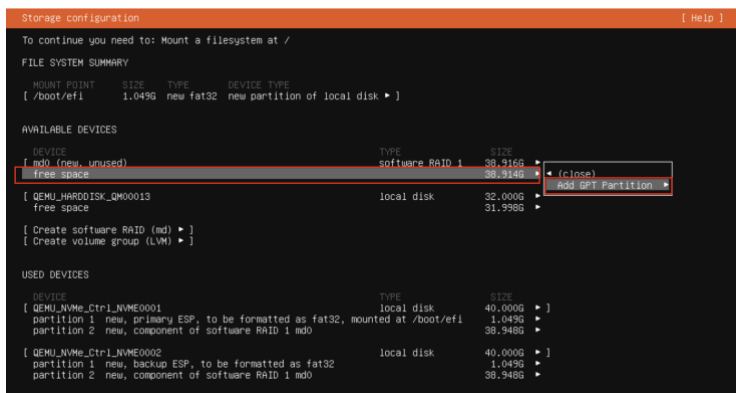 Storage configuration [ Help ]
To continue you need to: Mount a filesystem at /
FILE SYSTEM SUMMARY
MOUNT POINT SIZE TYPE DEVICE TYPE
[ /boot/efi 1.049G new fat32 new partition of local disk ▸ ]
AVAILABLE DEVICES
DEVICE TYPE SIZE
[ md0 (new, unused) software RAID 1 38.916G ▸
free space 38.914G ▸ ◂ (close)
Add GPT Partition ▸
[ QEMU_HARDDISK_QM00013 local disk 32.000G ▸
free space 31.998G ▸
[ Create software RAID (md) ▸ ]
[ Create volume group (LVM) ▸ ]
USED DEVICES
DEVICE TYPE SIZE
[ QEMU_NVMe_Ctrl_NVME0001 local disk 40.000G ▸ ]
partition 1 new, primary ESP, to be formatted as fat32, mounted at /boot/efi 1.049G ▸
partition 2 new, component of software RAID 1 md0 38.948G ▸
[ QEMU_NVMe_Ctrl_NVME0002 local disk 40.000G ▸ ]
partition 1 new, backup ESP, to be formatted as fat32 1.049G ▸
partition 2 new, component of software RAID 1 md0 38.948G ▸